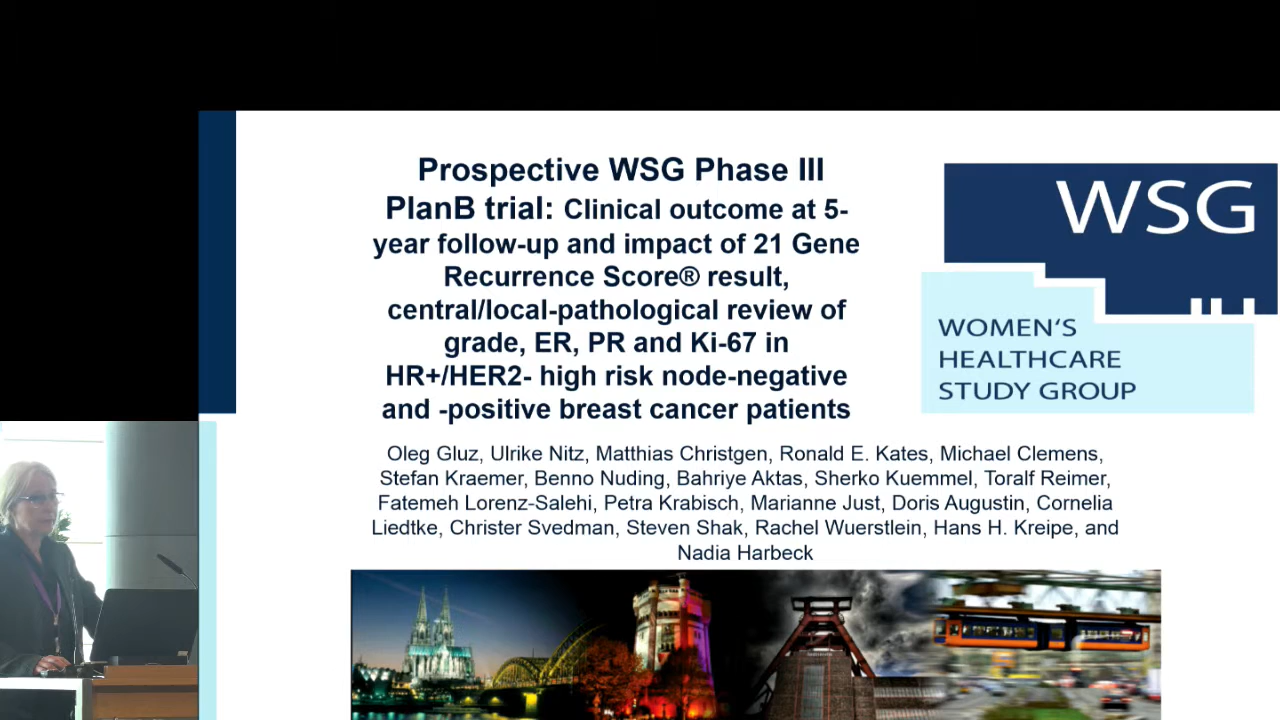 Prospective WSG Phase III
PlanB trial: Clinical outcome at 5-
year follow-up and impact of 21 Gene
Recurrence Score® result,
central/local-pathological review of
grade, ER, PR and Ki-67 in
HR+/HER2- high risk node-negative
and -positive breast cancer patients
WSG
WOMEN'S
HEALTHCARE
STUDY GROUP
Oleg Gluz, Ulrike Nitz, Matthias Christgen, Ronald E. Kates, Michael Clemens,
Stefan Kraemer, Benno Nuding, Bahriye Aktas, Sherko Kuemmel, Toralf Reimer,
Fatemeh Lorenz-Salehi, Petra Krabisch, Marianne Just, Doris Augustin, Cornelia
Liedtke, Christer Svedman, Steven Shak, Rachel Wuerstlein, Hans H. Kreipe, and
Nadia Harbeck